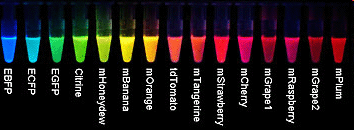 EBFP
ECFP
EGFP
Citrine
mHoneydew
mBanana
mOrange
tdTomato
mTangerine
mStrawberry
mCherry
mGrape1
mRaspberry
mGrape2
mPlum